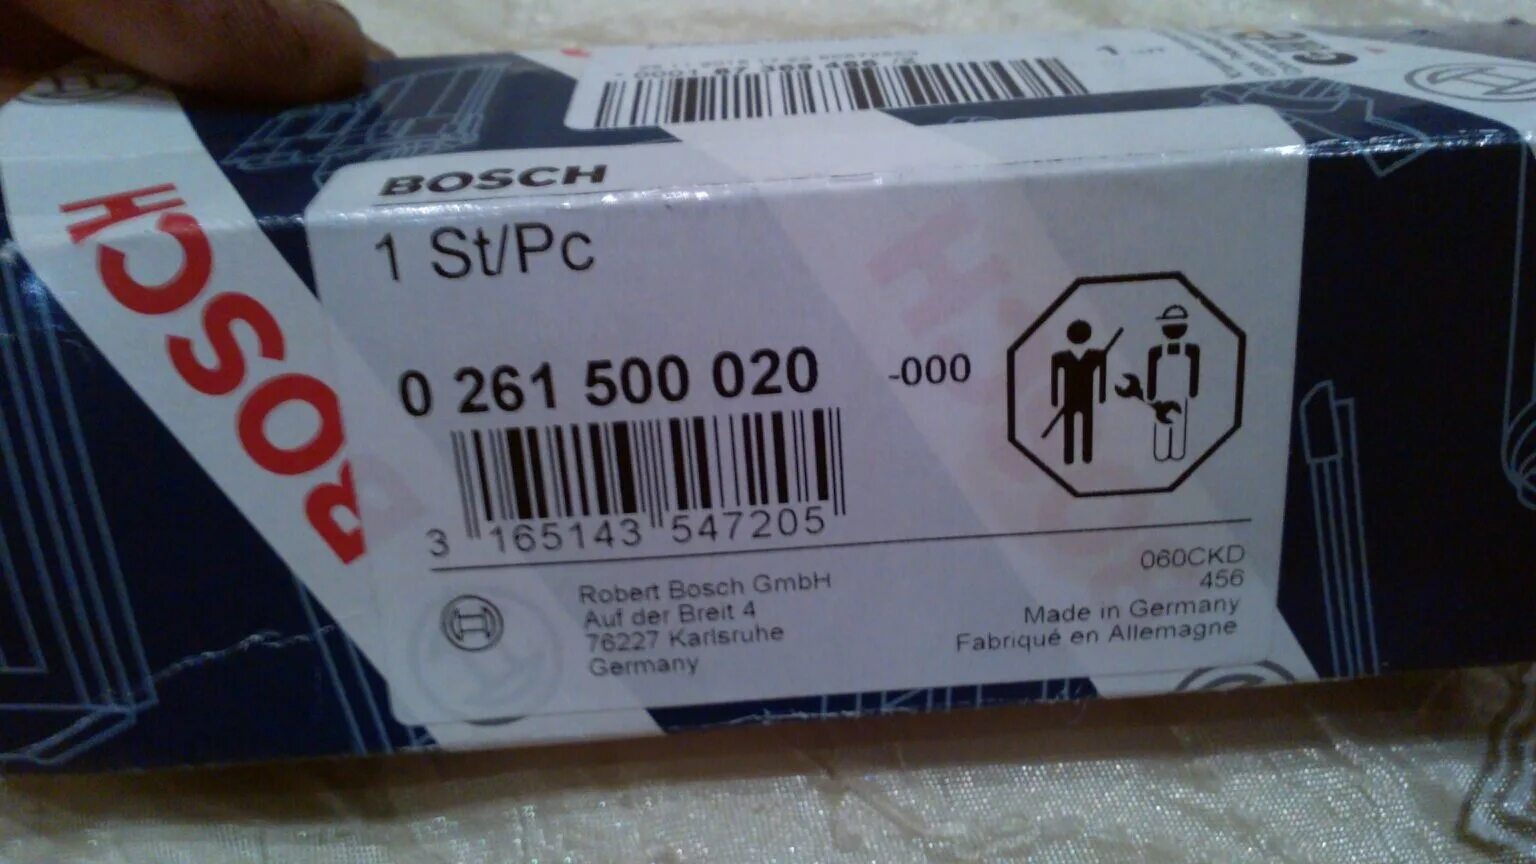 BOSCH
BOSCH
1 St/Pc
0 261 500 020 -000
3 165143 547205
Robert Bosch GmbH
Auf der Breit 4
76227 Karlsruhe
Germany
060CKD
456
Made in Germany
Fabriqué en Allemagne